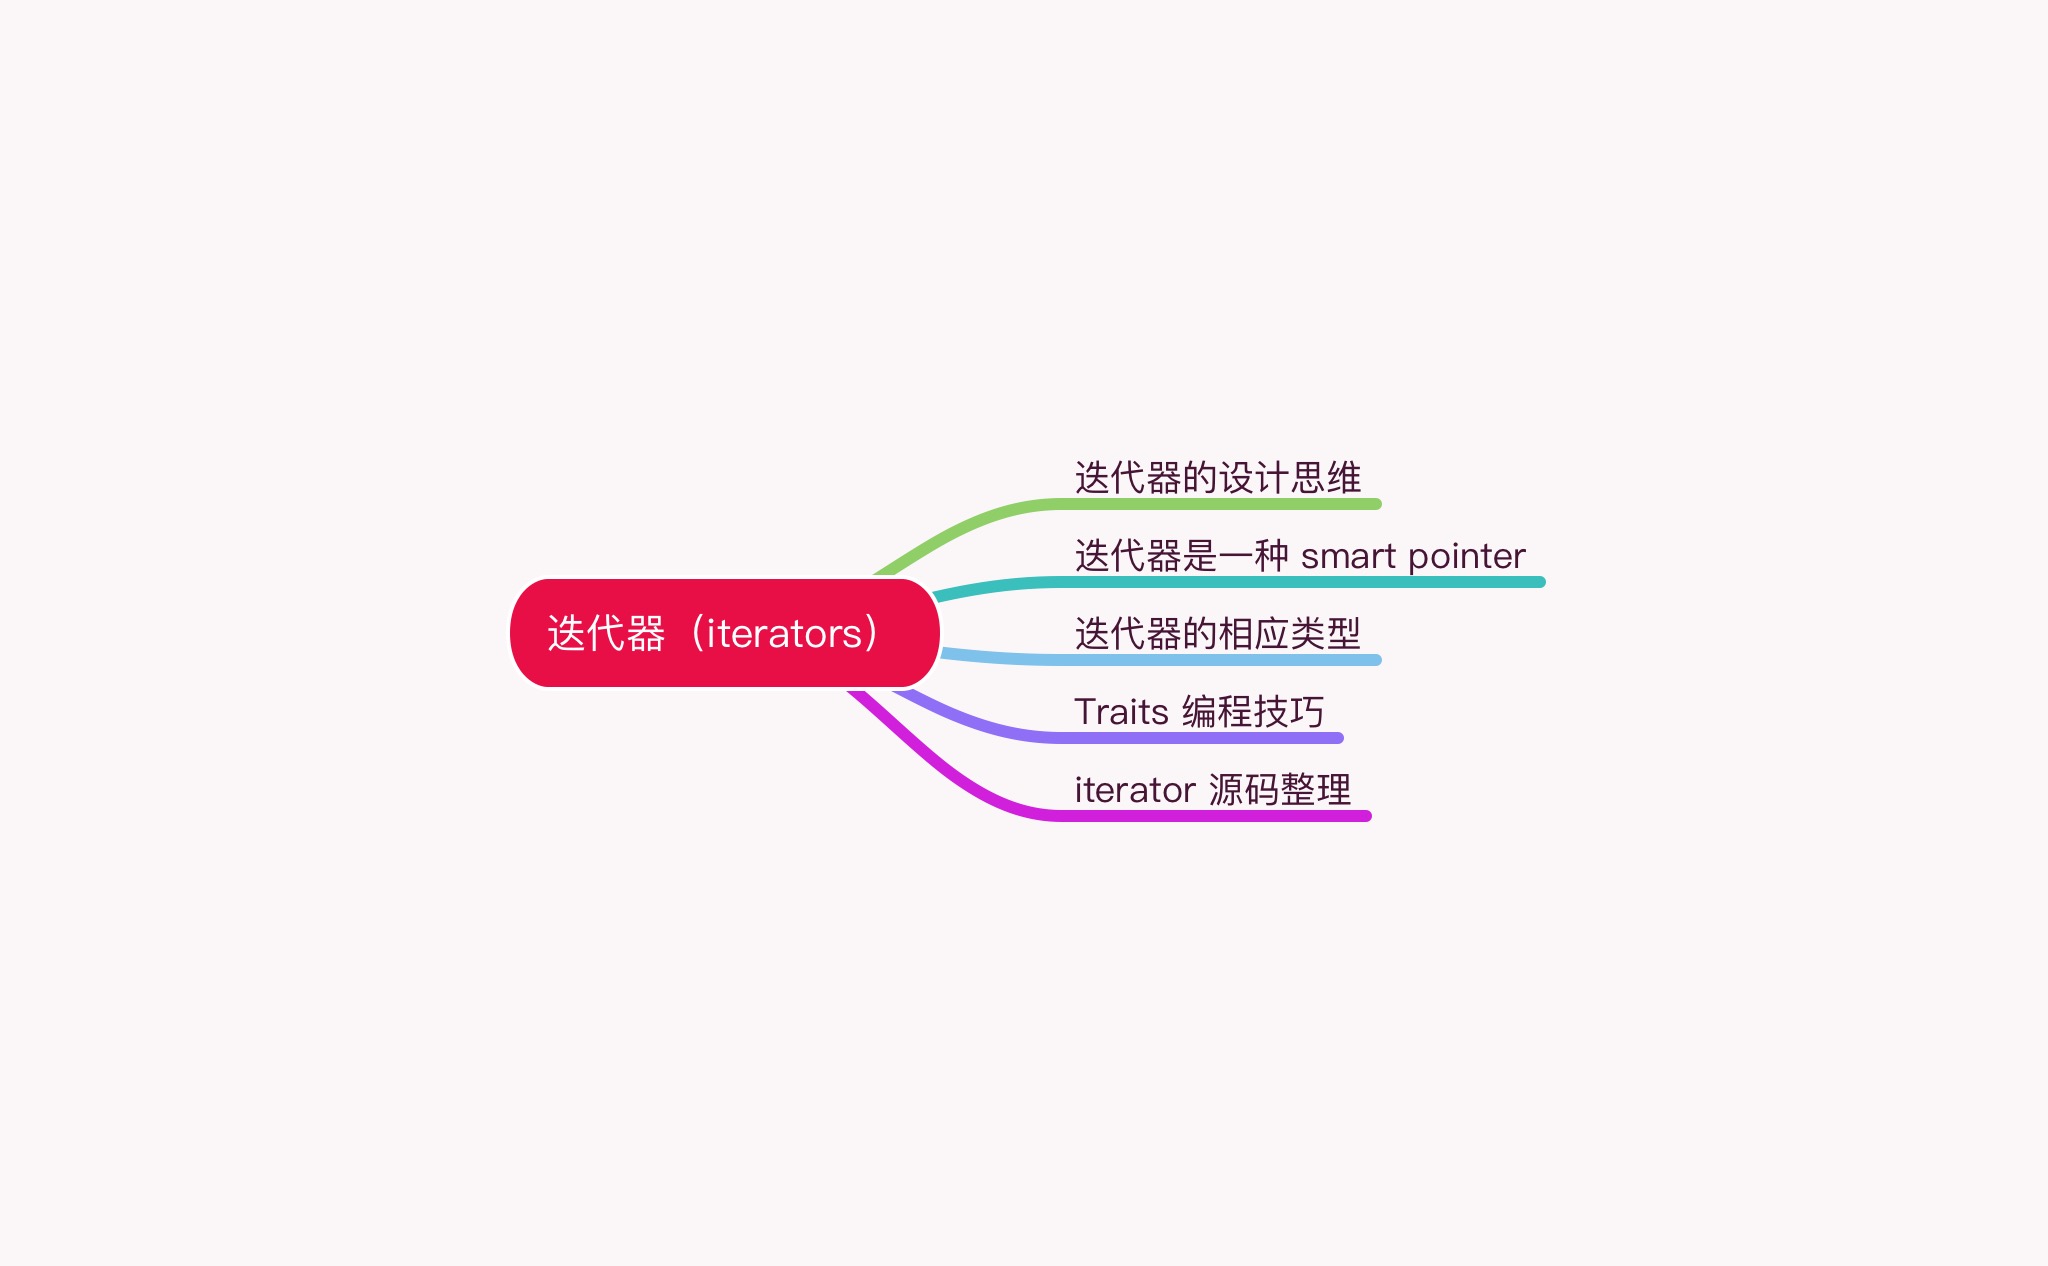 迭代器的设计思维
迭代器是一种 smart pointer
迭代器（iterators）
迭代器的相应类型
Traits 编程技巧
iterator 源码整理